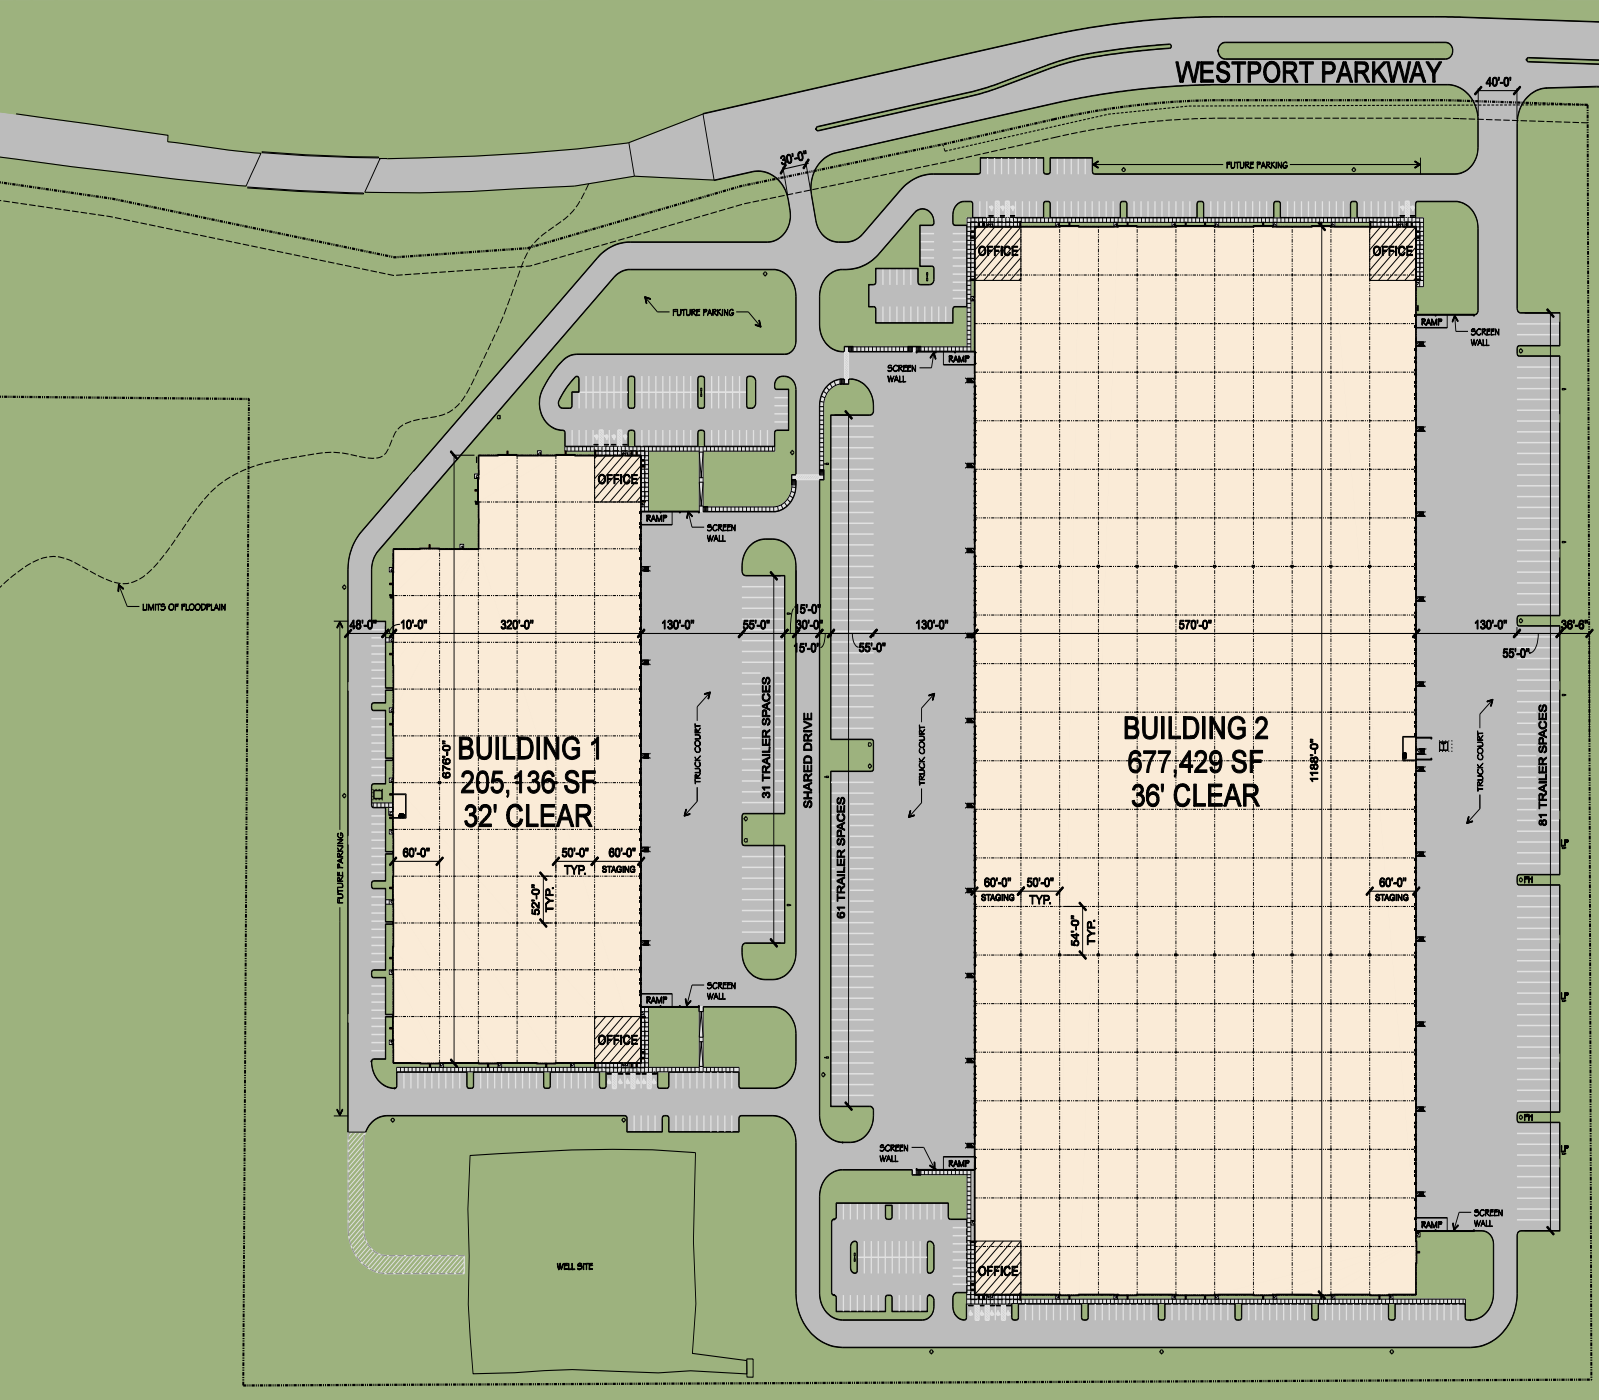 WESTPORT PARKWAY
40'-0"
30'-0"
FUTURE PARKING
OFFICE
OFFICE
FUTURE PARKING
RAMP
SCREEN
WALL
RAMP
SCREEN
WALL
OFFICE
RAMP
SCREEN
WALL
LIMITS OF FLOODPLAIN
48'-0"
10'-0"
320'-0"
130'-0"
55'-0"
15'-0"
30'-0"
15'-0"
55'-0"
130'-0"
570'-0"
130'-0"
55'-0"
36'-6"
BUILDING 1
205,136 SF
32' CLEAR
676'-0"
TRUCK COURT
31 TRAILER SPACES
SHARED DRIVE
61 TRAILER SPACES
TRUCK COURT
BUILDING 2
677,429 SF
36' CLEAR
1188'-0"
TRUCK COURT
81 TRAILER SPACES
FUTURE PARKING
60'-0"
50'-0"
TYP.
60'-0"
STAGING
52'-0"
TYP.
60'-0"
STAGING
50'-0"
TYP.
54'-0"
TYP.
60'-0"
STAGING
FH
LP
LP
FH
LP
RAMP
SCREEN
WALL
OFFICE
SCREEN
WALL
RAMP
RAMP
SCREEN
WALL
OFFICE
WELL SITE